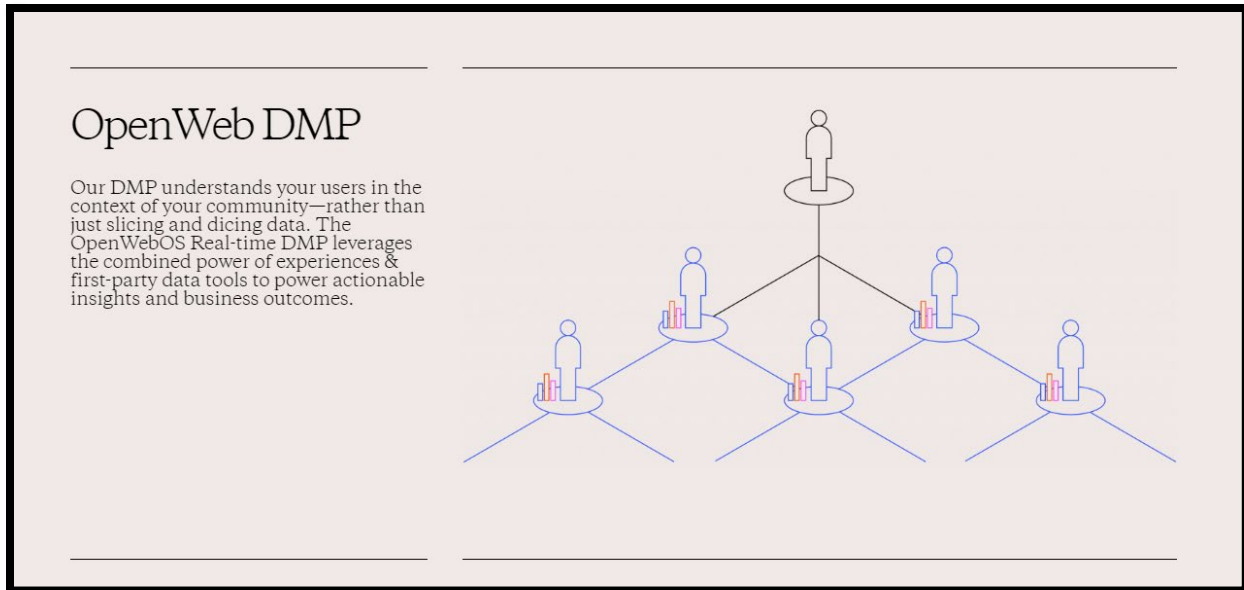 OpenWeb DMP
Our DMP understands your users in the
context of your community—rather than
just slicing and dicing data. The
OpenWebOS Real-time DMP leverages
the combined power of experiences &
first-party data tools to power actionable
insights and business outcomes.